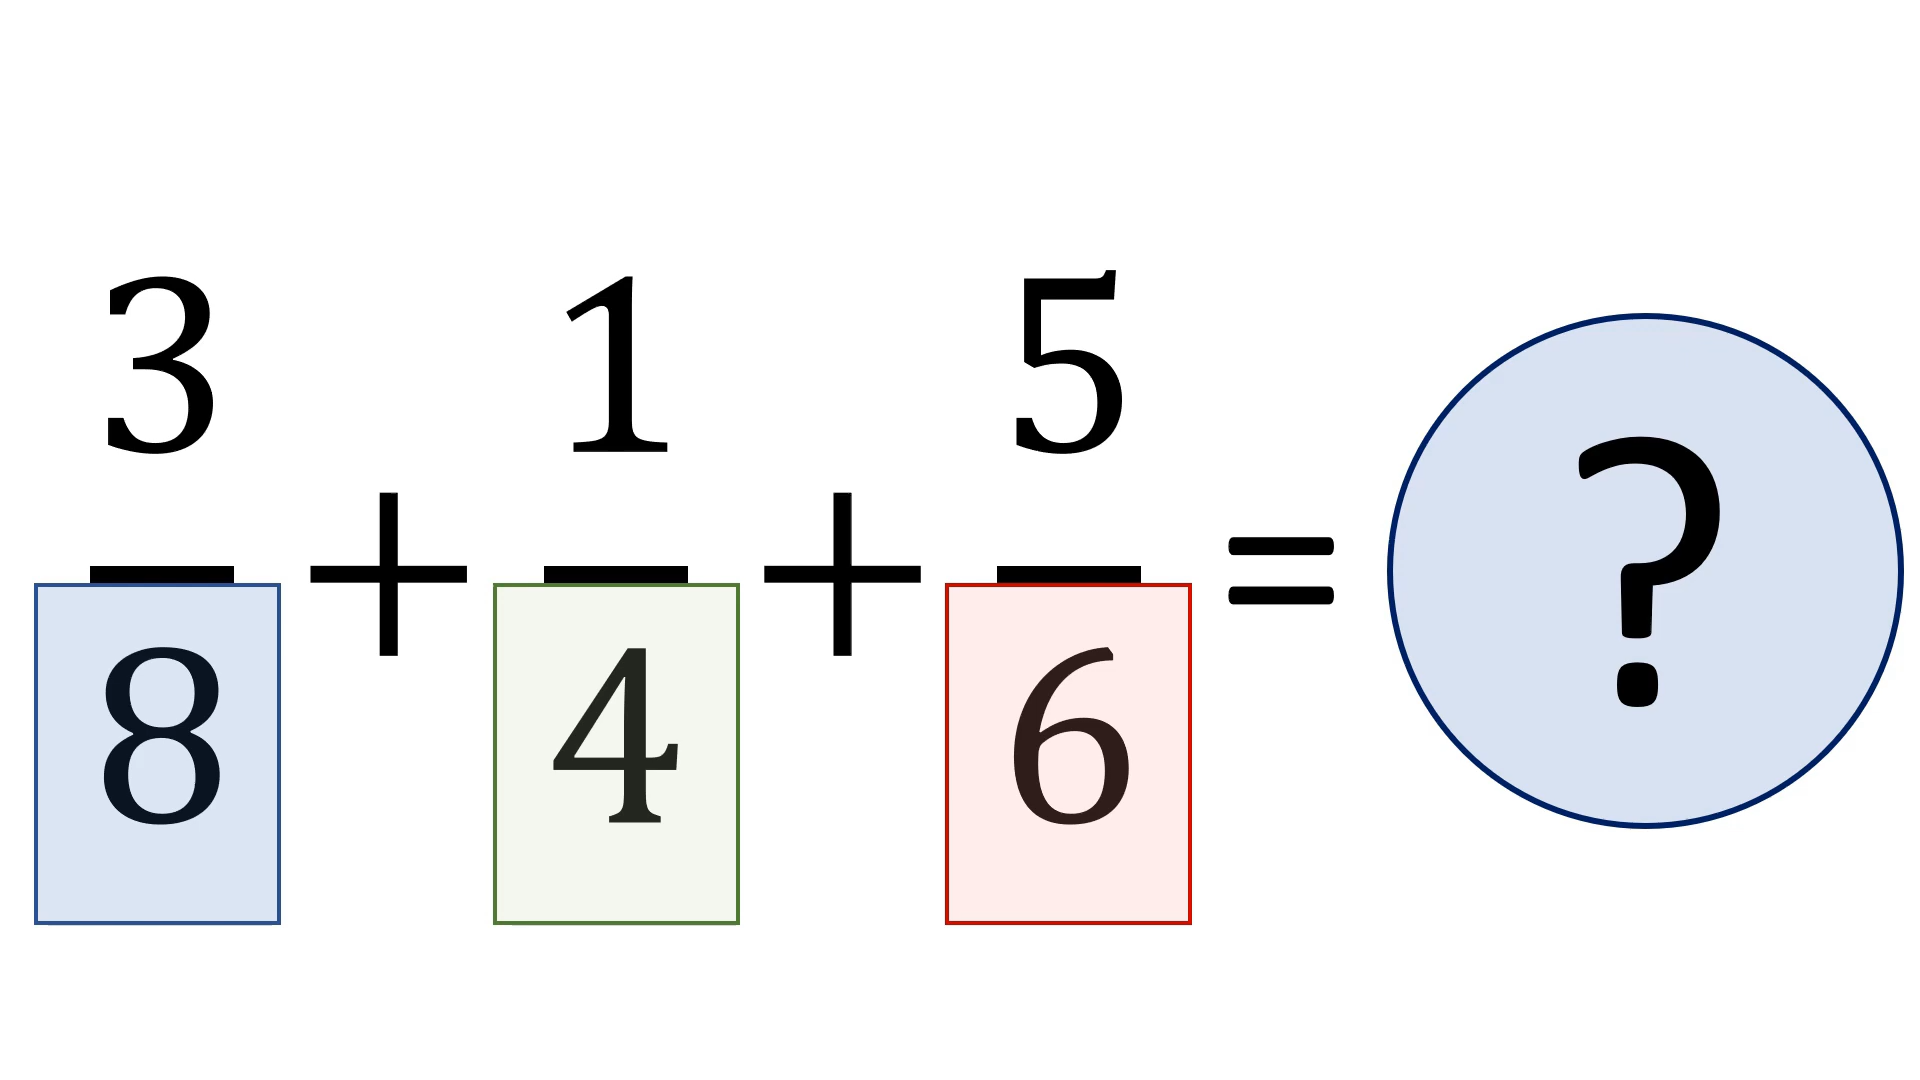 3/8 + 1/4 + 5/6 = ?